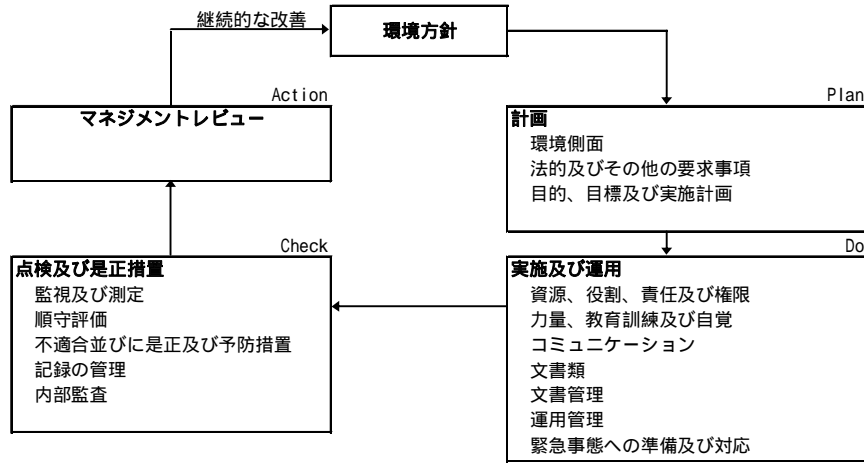 継続的な改善
環境方針
Action
マネジメントレビュー
Plan
計画
環境側面
法的及びその他の要求事項
目的、目標及び実施計画
Check
点検及び是正措置
監視及び測定
順守評価
不適合並びに是正及び予防措置
記録の管理
内部監査
Do
実施及び運用
資源、役割、責任及び権限
力量、教育訓練及び自覚
コミュニケーション
文書類
文書管理
運用管理
緊急事態への準備及び対応